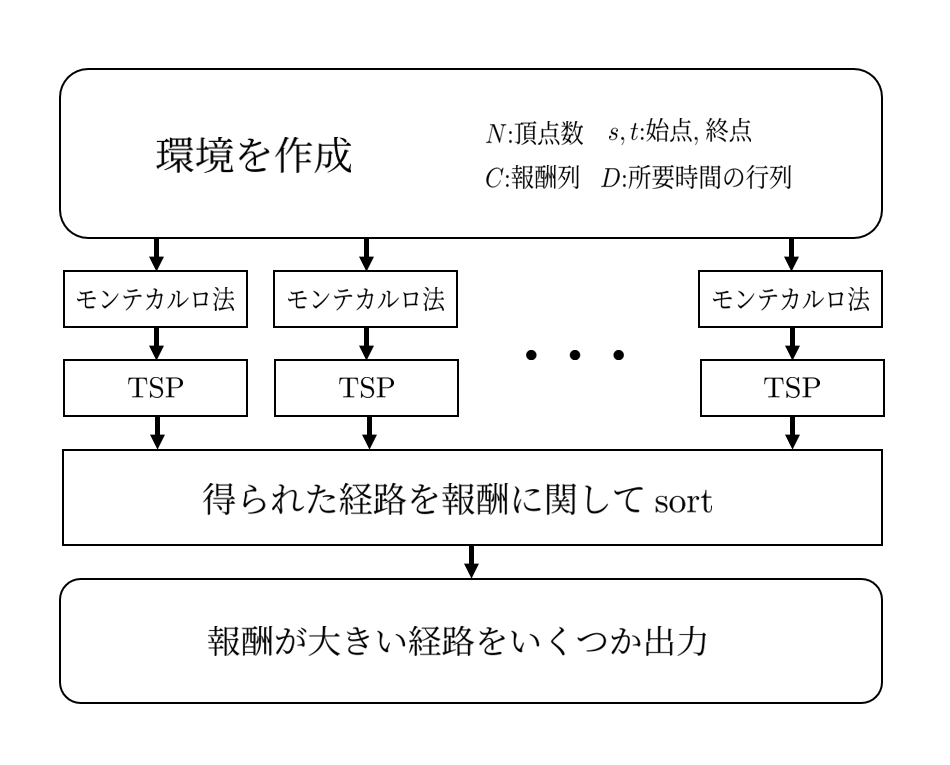 環境を作成
N:頂点数 s, t:始点, 終点
C:報酬列 D:所要時間の行列
モンテカルロ法 モンテカルロ法 モンテカルロ法
TSP TSP ・・・ TSP
得られた経路を報酬に関して sort
報酬が大きい経路をいくつか出力